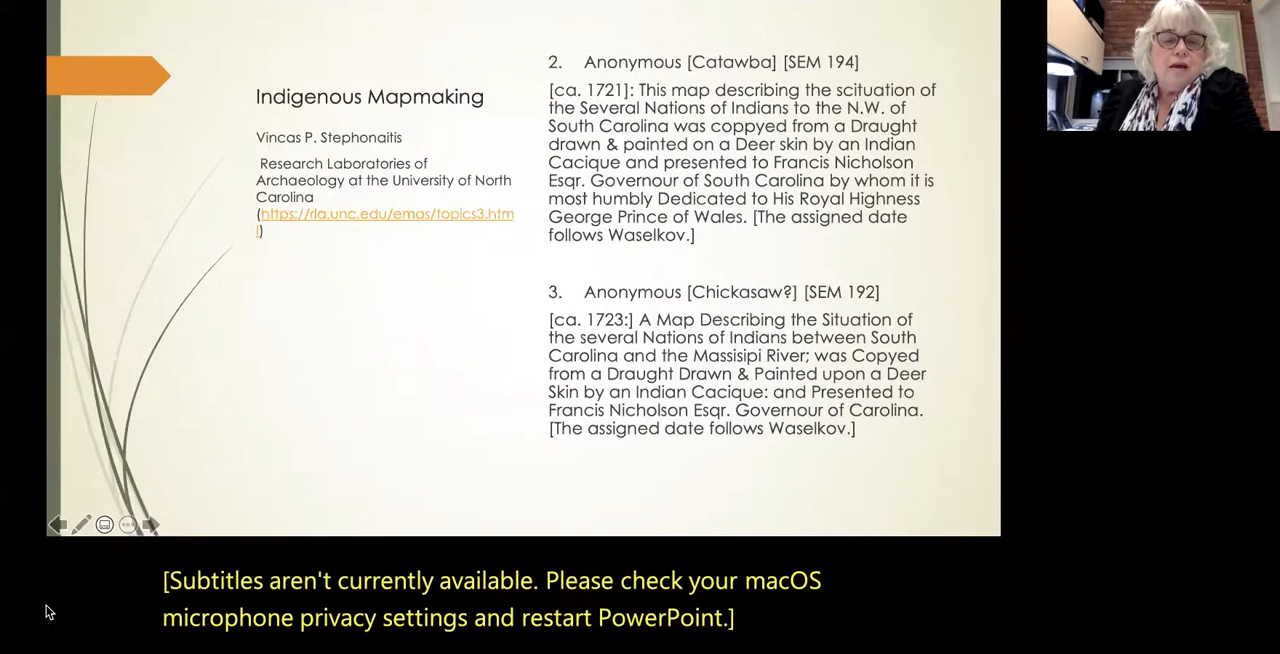 Indigenous Mapmaking
Vincas P. Stephonaitis
Research Laboratories of
Archaeology at the University of North
Carolina
(https://rla.unc.edu/emas/topics3.htm
l)
2. Anonymous [Catawba] [SEM 194]
[ca. 1721]: This map describing the scituation of
the Several Nations of Indians to the N.W. of
South Carolina was coppyed from a Draught
drawn & painted on a Deer skin by an Indian
Cacique and presented to Francis Nicholson
Esqr. Governour of South Carolina by whom it is
most humbly Dedicated to His Royal Highness
George Prince of Wales. [The assigned date
follows Waselkov.]
3. Anonymous [Chickasaw?] [SEM 192]
[ca. 1723:] A Map Describing the Situation of
the several Nations of Indians between South
Carolina and the Massisipi River; was Copyed
from a Draught Drawn & Painted upon a Deer
Skin by an Indian Cacique: and Presented to
Francis Nicholson Esqr. Governour of Carolina.
[The assigned date follows Waselkov.]
[Subtitles aren't currently available. Please check your macOS
microphone privacy settings and restart PowerPoint.]